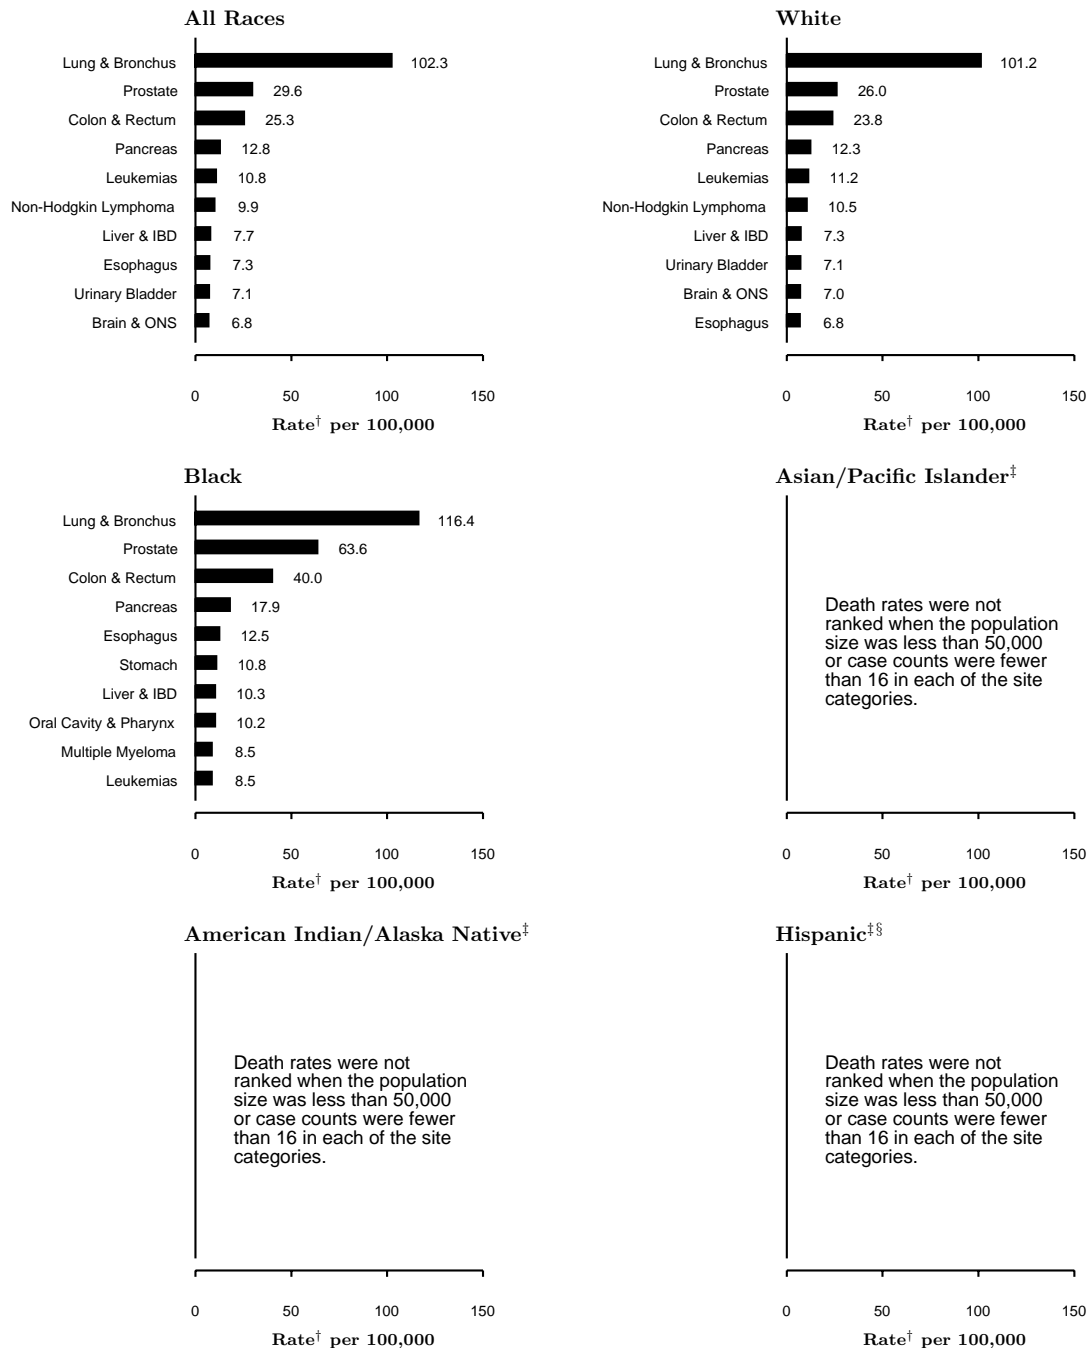 All Races
Lung & Bronchus 102.3
Prostate 29.6
Colon & Rectum 25.3
Pancreas 12.8
Leukemias 10.8
Non-Hodgkin Lymphoma 9.9
Liver & IBD 7.7
Esophagus 7.3
Urinary Bladder 7.1
Brain & ONS 6.8
0 50 100 150
Rate† per 100,000
White
Lung & Bronchus 101.2
Prostate 26.0
Colon & Rectum 23.8
Pancreas 12.3
Leukemias 11.2
Non-Hodgkin Lymphoma 10.5
Liver & IBD 7.3
Urinary Bladder 7.1
Brain & ONS 7.0
Esophagus 6.8
0 50 100 150
Rate† per 100,000
Black
Lung & Bronchus 116.4
Prostate 63.6
Colon & Rectum 40.0
Pancreas 17.9
Esophagus 12.5
Stomach 10.8
Liver & IBD 10.3
Oral Cavity & Pharynx 10.2
Multiple Myeloma 8.5
Leukemias 8.5
0 50 100 150
Rate† per 100,000
Asian/Pacific Islander‡
Death rates were not
ranked when the population
size was less than 50,000
or case counts were fewer
than 16 in each of the site
categories.
0 50 100 150
Rate† per 100,000
American Indian/Alaska Native‡
Death rates were not
ranked when the population
size was less than 50,000
or case counts were fewer
than 16 in each of the site
categories.
0 50 100 150
Rate† per 100,000
Hispanic‡§
Death rates were not
ranked when the population
size was less than 50,000
or case counts were fewer
than 16 in each of the site
categories.
0 50 100 150
Rate† per 100,000